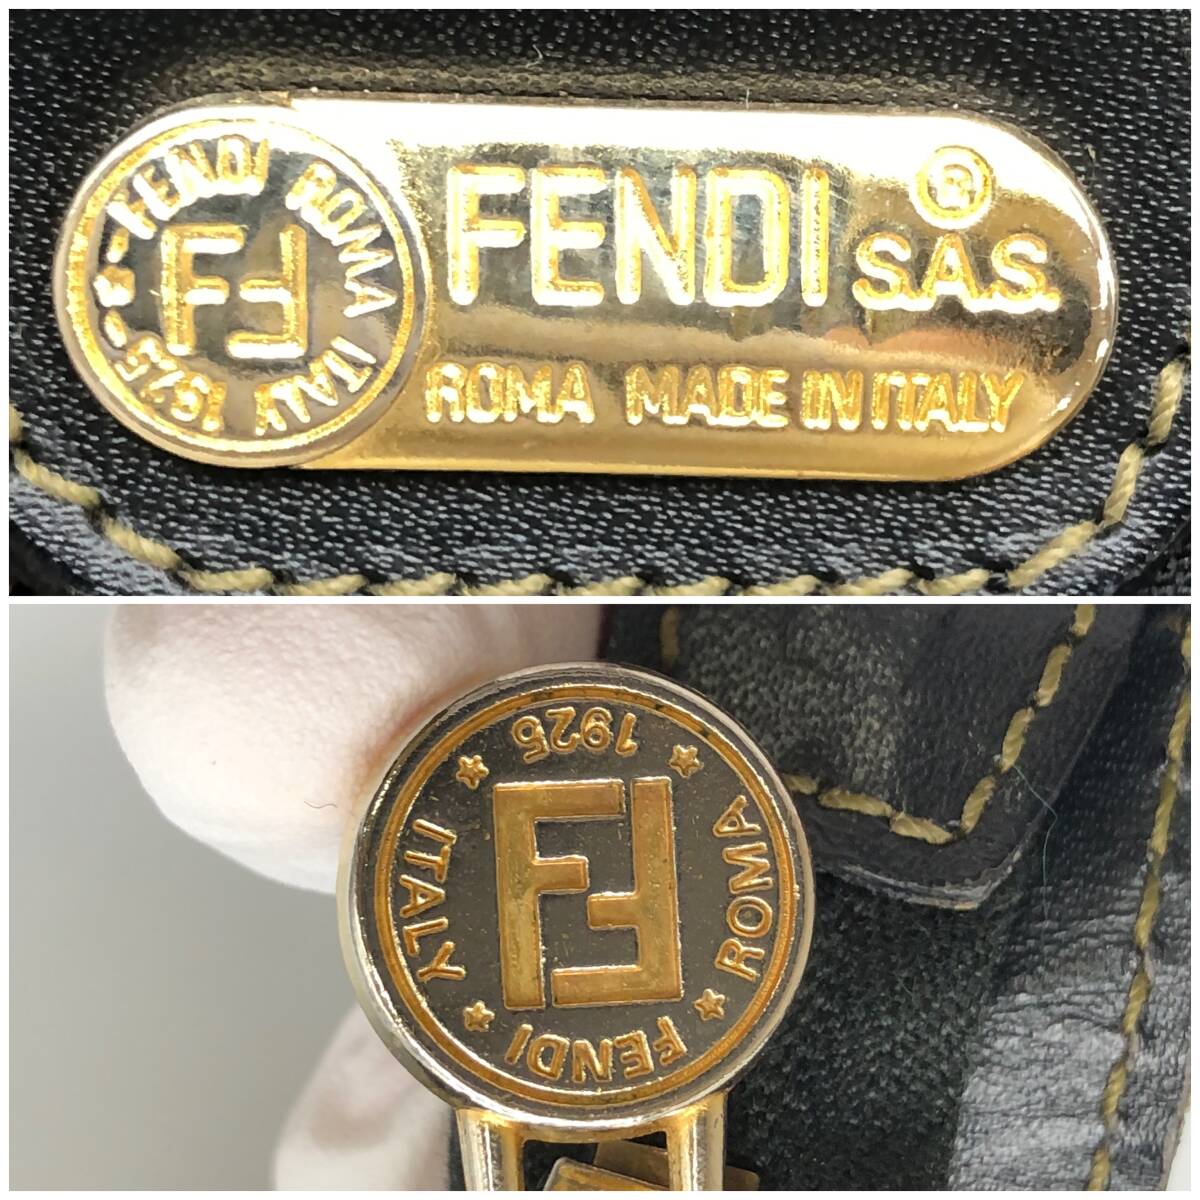 FENDI ROMA ITALY 1925
FF
FENDI ®
S.A.S.
ROMA MADE IN ITALY
1925
ROMA
FENDI
ITALY
FF